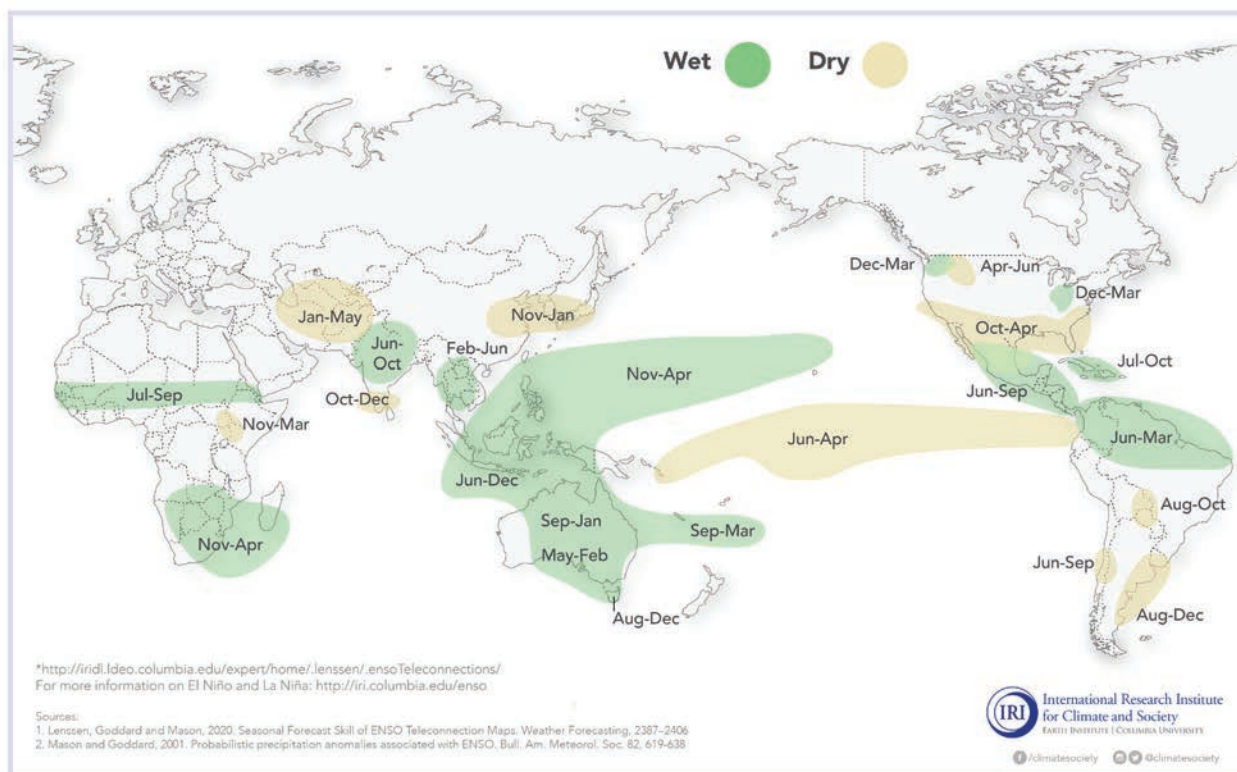 Wet
Dry
Dec-Mar
Apr-Jun
Dec-Mar
Jan-May
Nov-Jan
Oct-Apr
Jun-
Oct
Feb-Jun
Nov-Apr
Jul-Oct
Jul-Sep
Oct-Dec
Jun-Sep
Nov-Mar
Jun-Apr
Jun-Mar
Jun-Dec
Aug-Oct
Sep-Jan
Sep-Mar
Nov-Apr
May-Feb
Jun-Sep
Aug-Dec
Aug-Dec
*http://iridl.ldeo.columbia.edu/expert/home/.lenssen/.ensoTeleconnections/
For more information on El Niño and La Niña: http://iri.columbia.edu/enso
Sources:
1. Lenssen, Goddard and Mason, 2020. Seasonal Forecast Skill of ENSO Teleconnection Maps. Weather Forecasting, 2387–2406
2. Mason and Goddard, 2001. Probabilistic precipitation anomalies associated with ENSO. Bull. Am. Meteorol. Soc. 82, 619-638
IRI
International Research Institute
for Climate and Society
EARTH INSTITUTE | COLUMBIA UNIVERSITY
/climatesociety
@climatesociety